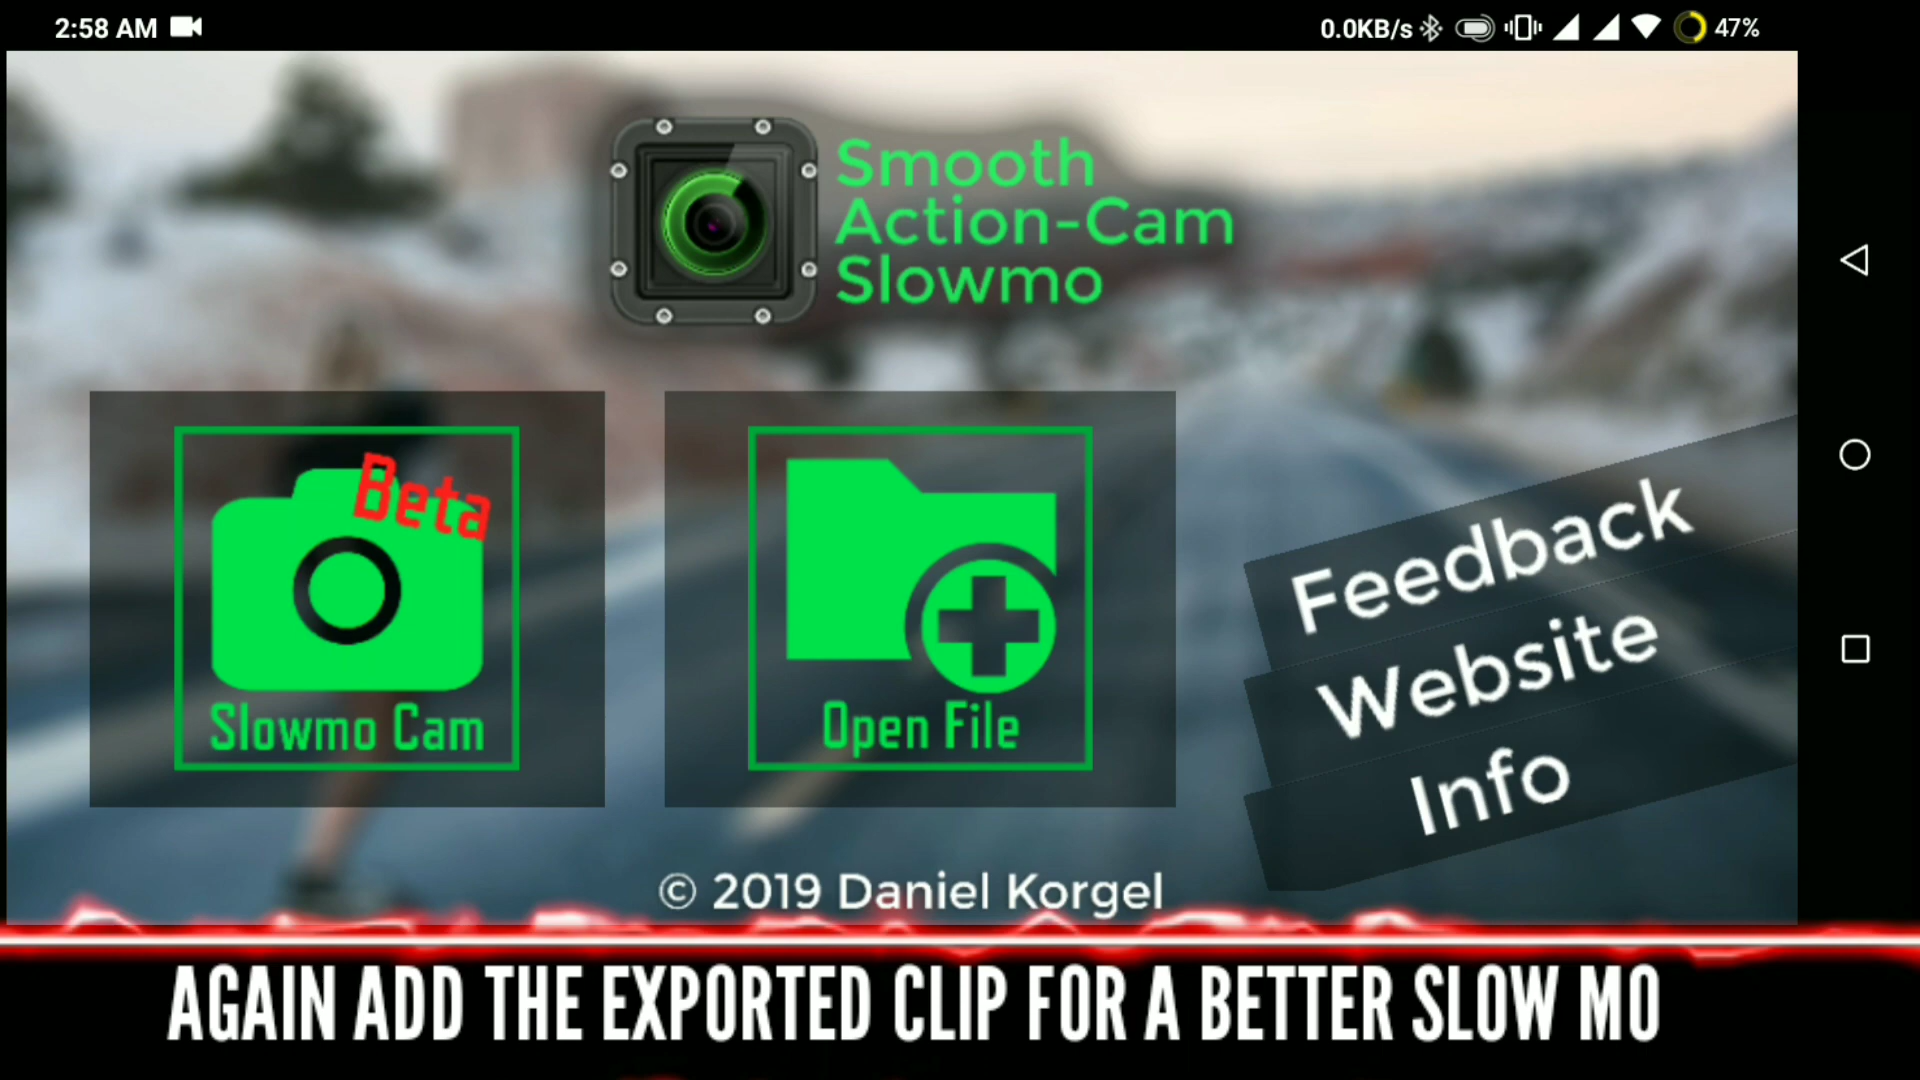 2:58 AM
0.0KB/s
47%
Smooth
Action-Cam
Slowmo
Beta
Slowmo Cam
Open File
Feedback
Website
Info
© 2019 Daniel Korgel
AGAIN ADD THE EXPORTED CLIP FOR A BETTER SLOW MO